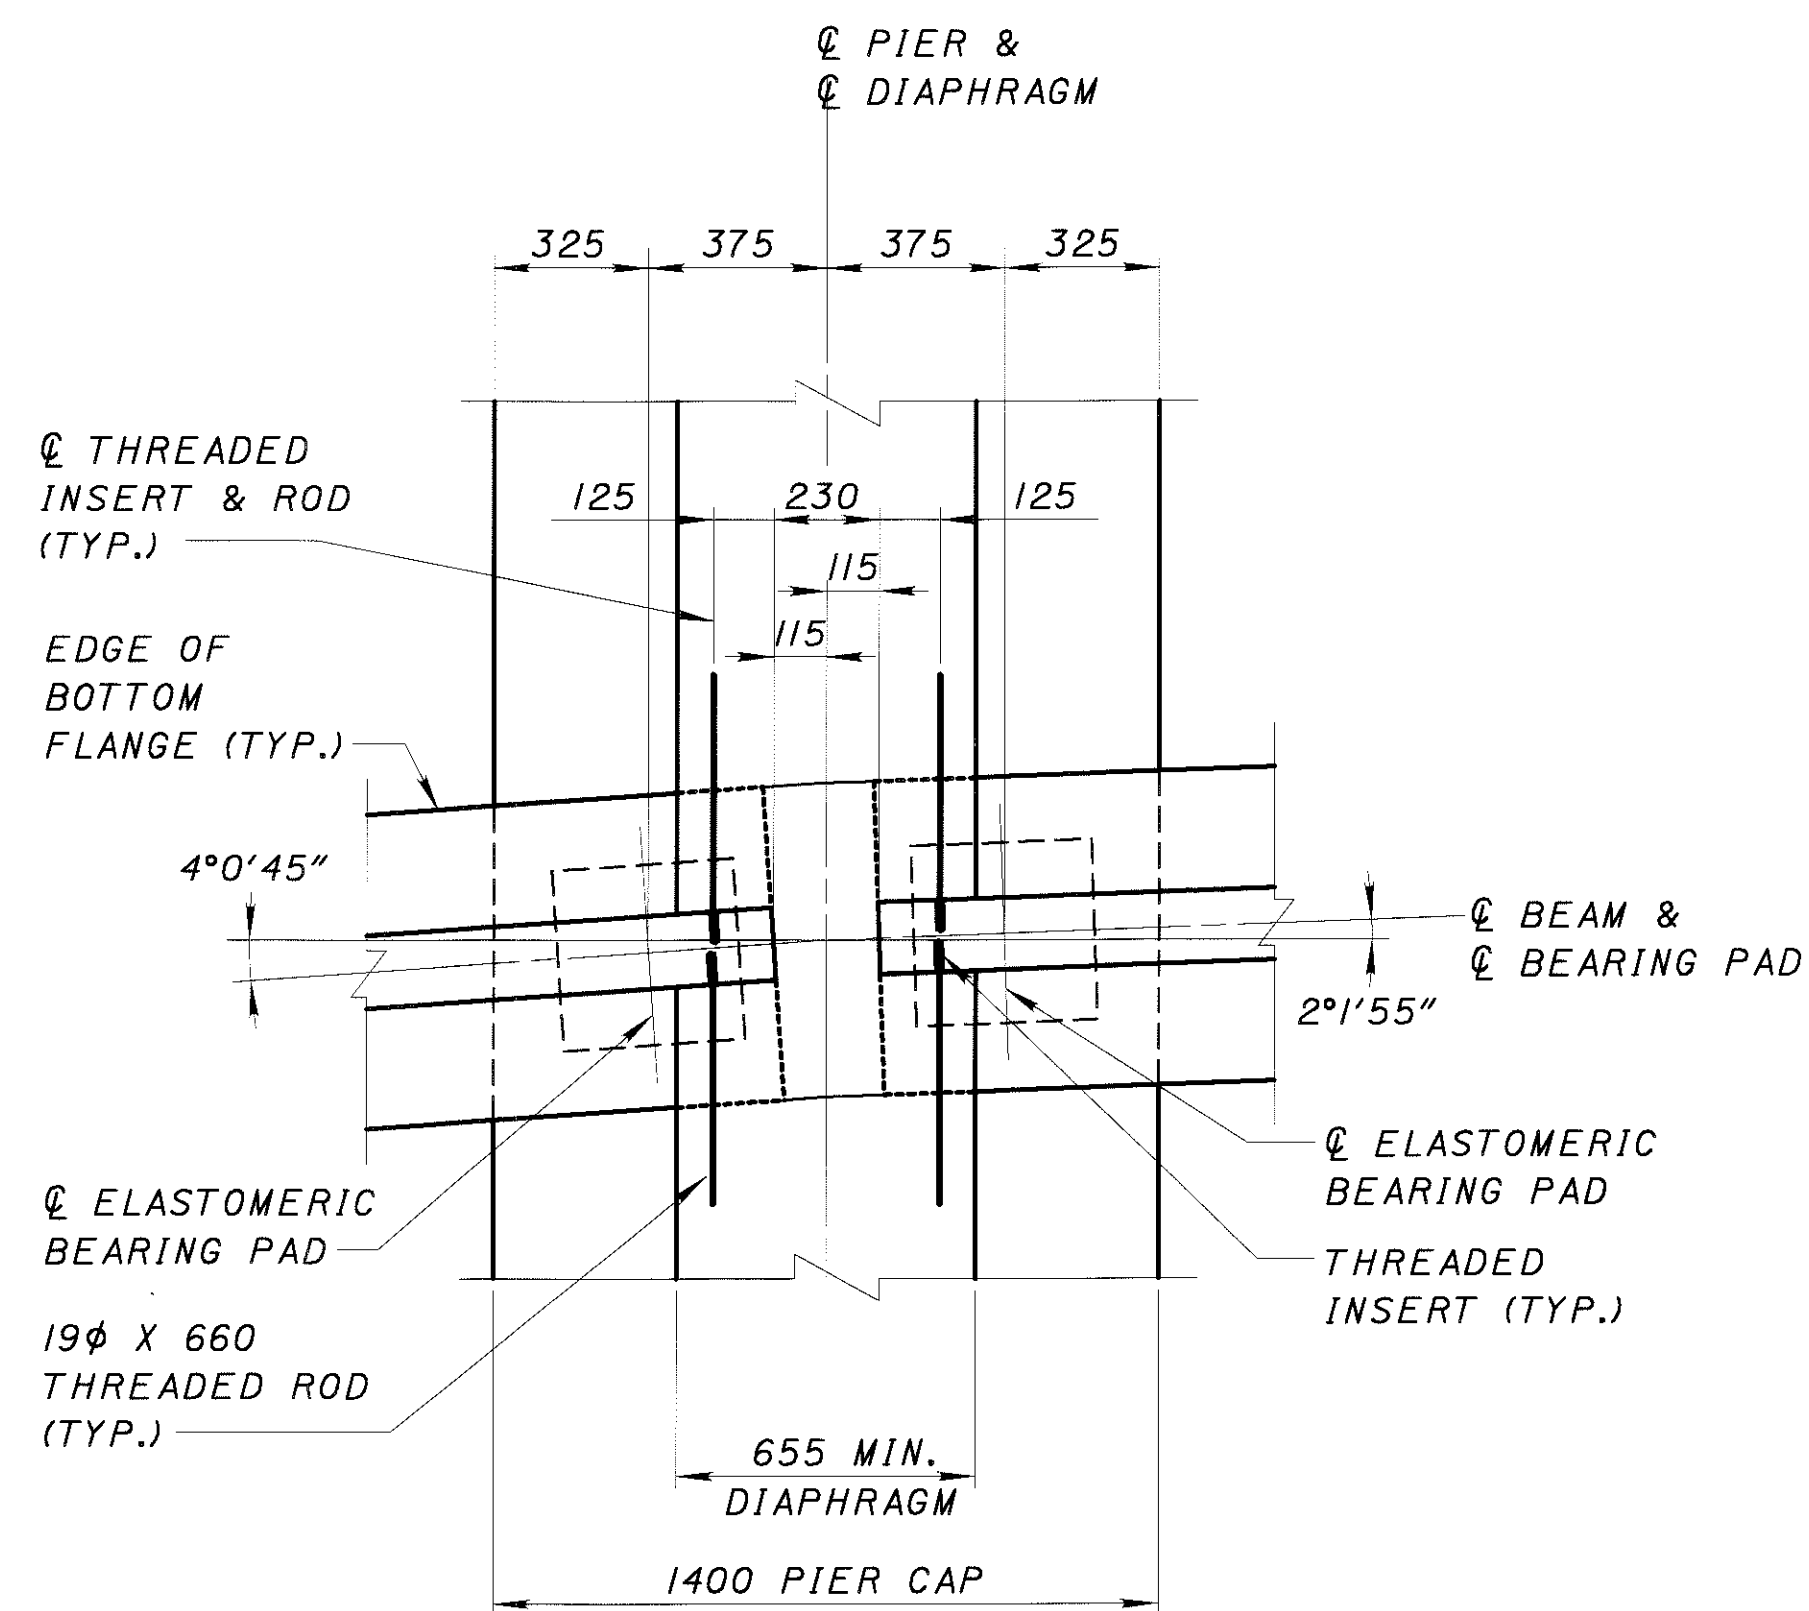 ℄ PIER &
℄ DIAPHRAGM
325 375 375 325
℄ THREADED
INSERT & ROD
(TYP.)
125 230 125
115
115
EDGE OF
BOTTOM
FLANGE (TYP.)
4°0'45"
℄ BEAM &
℄ BEARING PAD
2°1'55"
℄ ELASTOMERIC
BEARING PAD
℄ ELASTOMERIC
BEARING PAD
THREADED
INSERT (TYP.)
19ϕ X 660
THREADED ROD
(TYP.)
655 MIN.
DIAPHRAGM
1400 PIER CAP